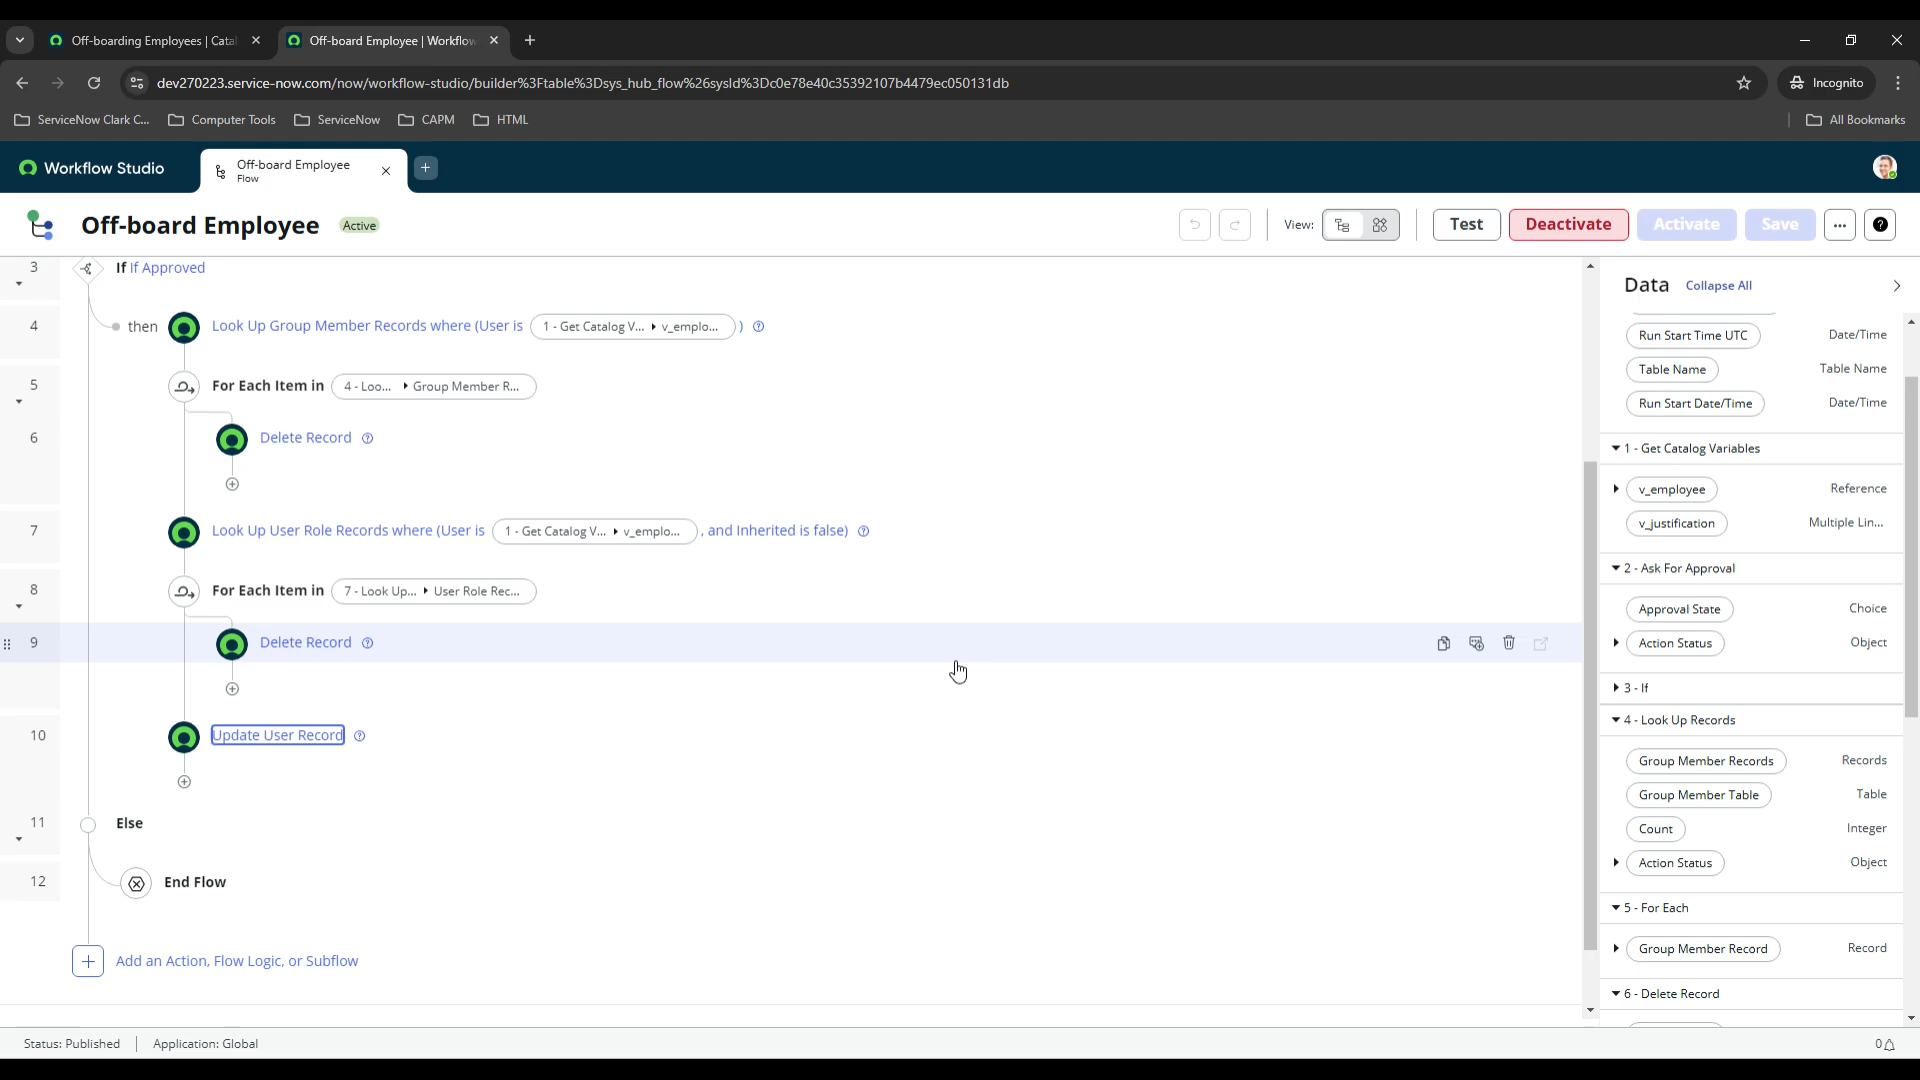 Off-boarding Employees | Cata
Off-board Employee | Workflow
dev270223.service-now.com/now/workflow-studio/builder%3Ftable%3Dsys_hub_flow%26sysId%3Dc0e78e40c35392107b4479ec050131db
Incognito
ServiceNow Clark C...
Computer Tools
ServiceNow
CAPM
HTML
All Bookmarks
Workflow Studio
Off-board Employee
Flow
Off-board Employee
Active
View:
Test
Deactivate
Activate
Save
3
If If Approved
4
then
Look Up Group Member Records where (User is 1 - Get Catalog V... ▸ v_emplo... )
5
For Each Item in 4 - Loo... ▸ Group Member R...
6
Delete Record
7
Look Up User Role Records where (User is 1 - Get Catalog V... ▸ v_emplo... , and Inherited is false)
8
For Each Item in 7 - Look Up... ▸ User Role Rec...
9
Delete Record
10
Update User Record
11
Else
12
End Flow
Add an Action, Flow Logic, or Subflow
Data Collapse All
Run Start Time UTC Date/Time
Table Name Table Name
Run Start Date/Time Date/Time
1 - Get Catalog Variables
v_employee Reference
v_justification Multiple Lin...
2 - Ask For Approval
Approval State Choice
Action Status Object
3 - If
4 - Look Up Records
Group Member Records Records
Group Member Table Table
Count Integer
Action Status Object
5 - For Each
Group Member Record Record
6 - Delete Record
Status: Published
Application: Global
0